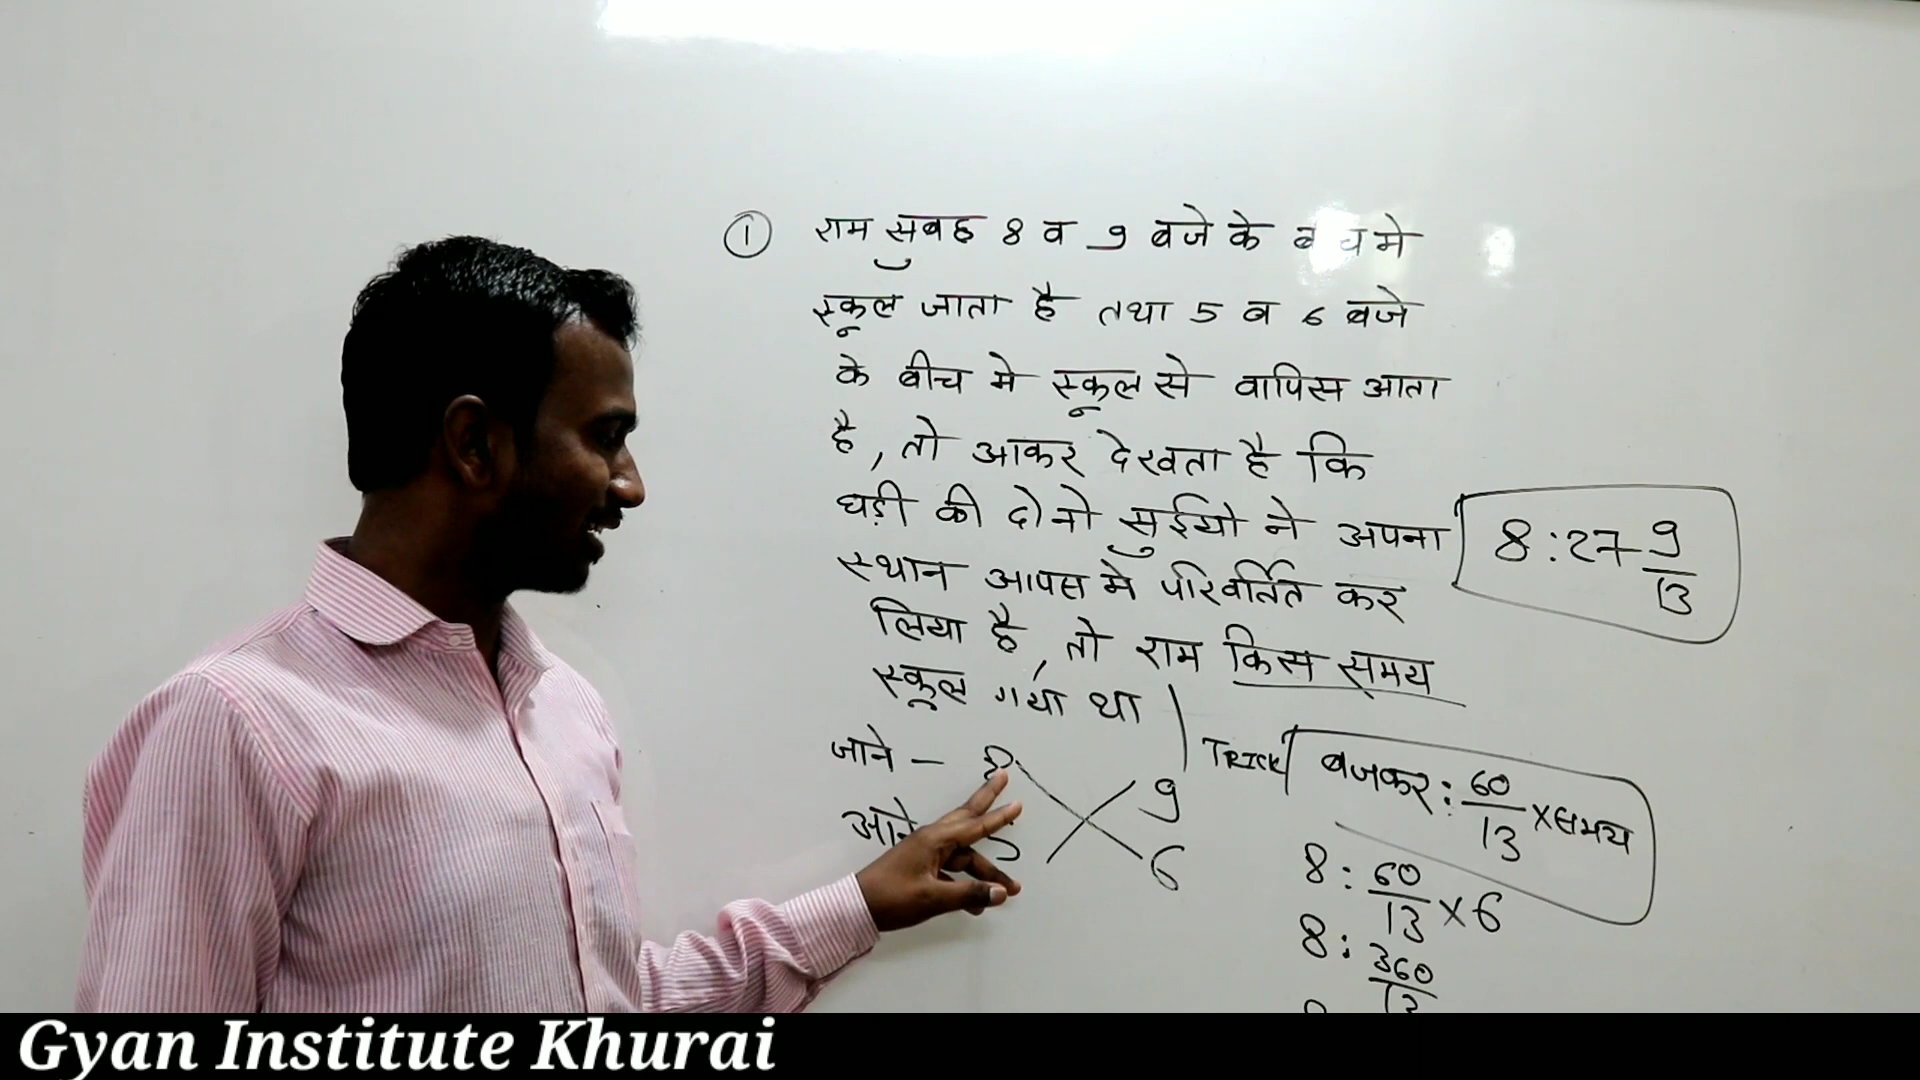 ① राम सुबह 8 व 9 बजे के में
स्कूल जाता है तथा 5 व 6 बजे
के बीच मे स्कूल से वापिस आता
है, तो आकर देखता है कि
घड़ी की दोनो सुईयो ने अपना
स्थान आपस मे परिवर्तित कर
लिया है, तो राम किस समय
स्कूल गया था
8:27 9/13
जाने - 8 9
आने 5 6
TRICK बजकर : 60/13 × समय
8 : 60/13 × 6
8 : 360/13
Gyan Institute Khurai